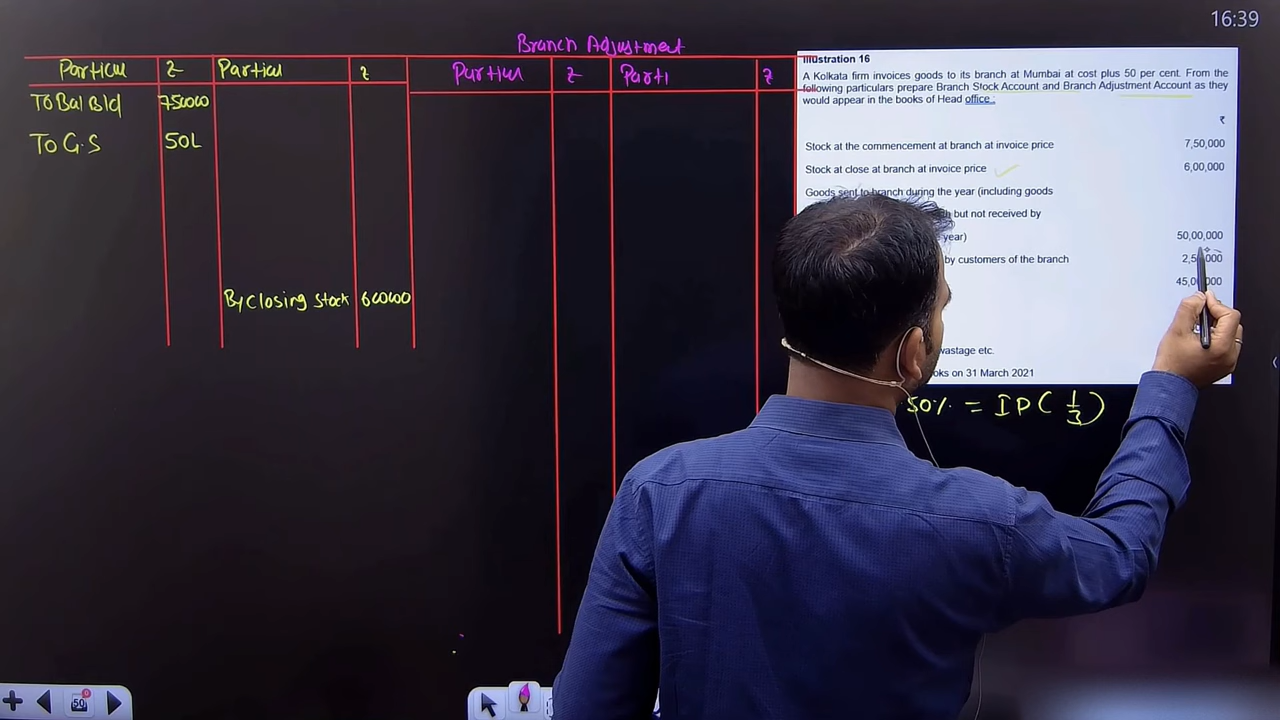 16:39
Branch Adjustment
Particu ₹ Particu ₹ Particu ₹ Parti ₹
To Bal B/d 750000
To G.S 50L
By Closing Stock 600000
Illustration 16
A Kolkata firm invoices goods to its branch at Mumbai at cost plus 50 per cent. From the
following particulars prepare Branch Stock Account and Branch Adjustment Account as they
would appear in the books of Head office :
₹
Stock at the commencement at branch at invoice price 7,50,000
Stock at close at branch at invoice price 6,00,000
Goods sent to branch during the year (including goods
but not received by
year) 50,00,000
by customers of the branch
wastage etc.
on 31 March 2021
50% = IP ( 1/3 )
50